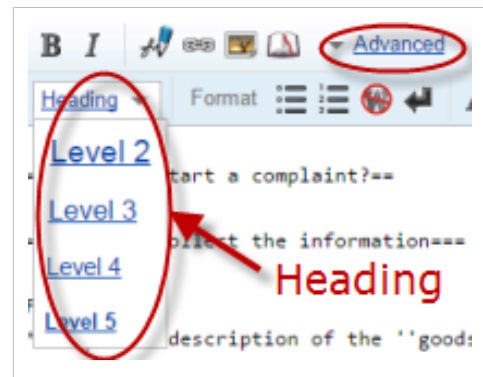 B I Advanced
Heading Format
Level 2
tart a complaint?==
Level 3
ollect the information===
Level 4
Heading
Level 5
description of the ''goods